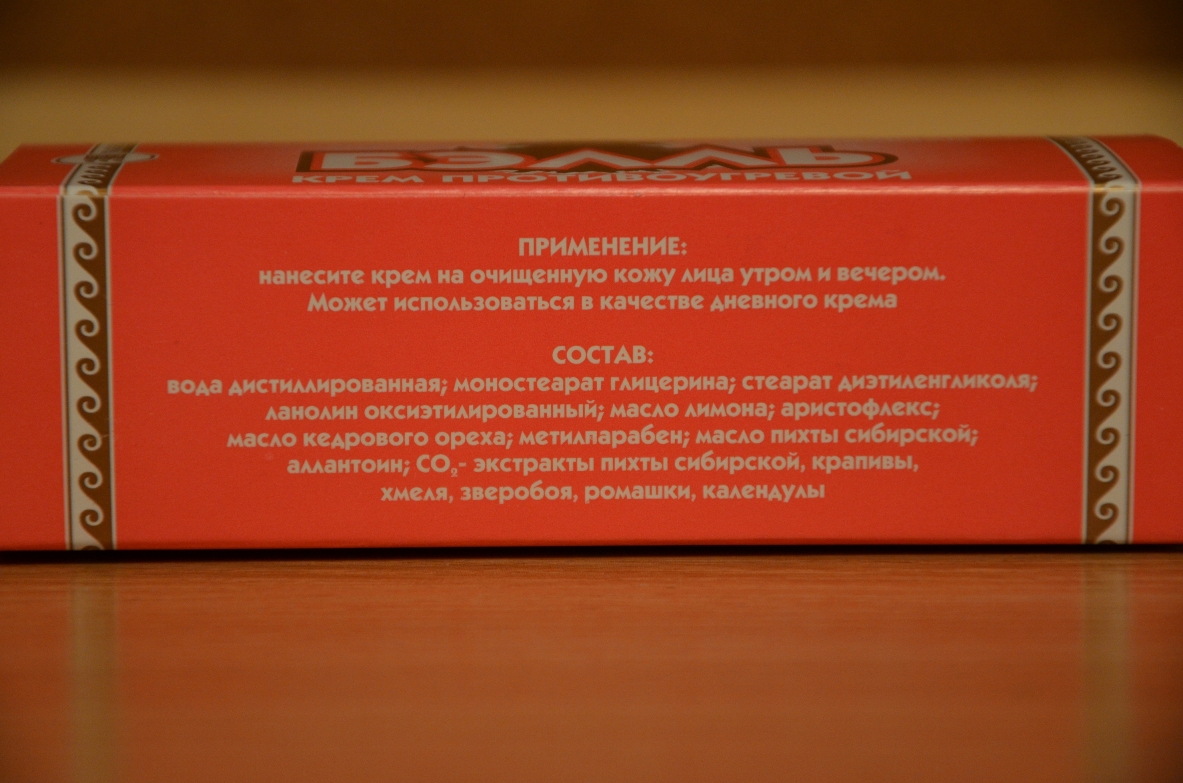 БЭЛЛЬ
КРЕМ ПРОТИВОУГРЕВОЙ
ПРИМЕНЕНИЕ:
нанесите крем на очищенную кожу лица утром и вечером.
Может использоваться в качестве дневного крема
СОСТАВ:
вода дистиллированная; моностеарат глицерина; стеарат диэтиленгликоля;
ланолин оксиэтилированный; масло лимона; аристофлекс;
масло кедрового ореха; метилпарабен; масло пихты сибирской;
аллантоин; CO₂- экстракты пихты сибирской, крапивы,
хмеля, зверобоя, ромашки, календулы